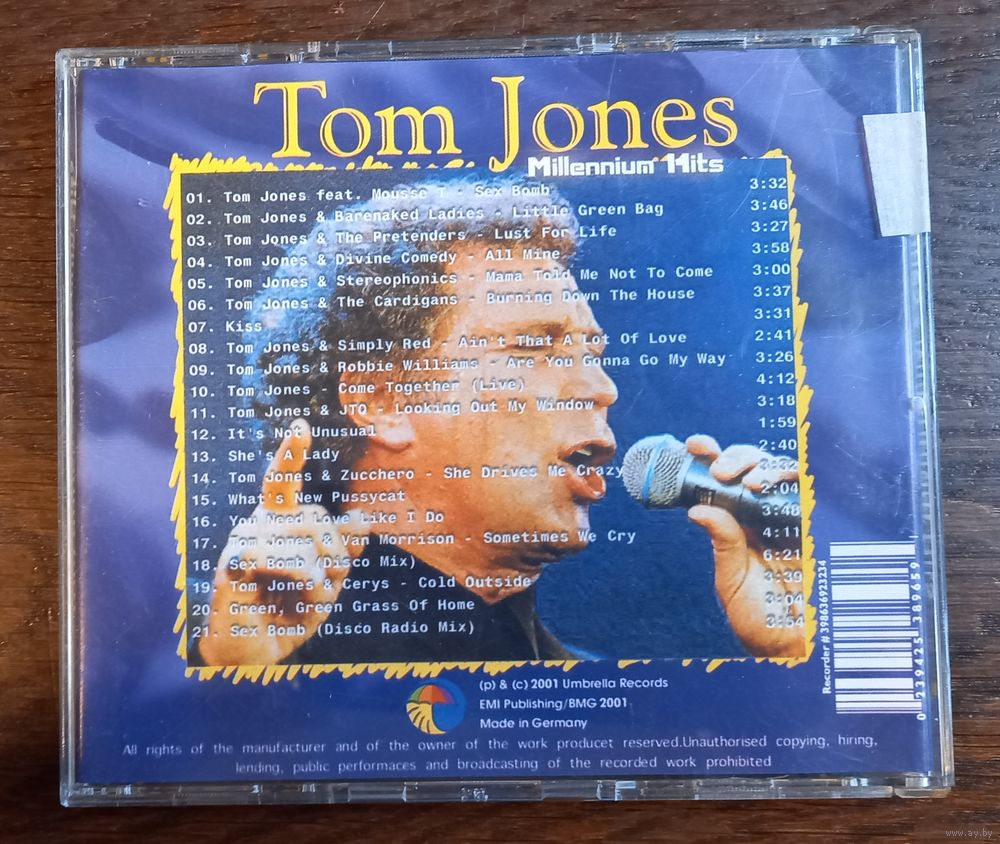 Tom Jones
Millennium Hits
01. Tom Jones feat. Mousse T - Sex Bomb 3:32
02. Tom Jones & Barenaked Ladies - Little Green Bag 3:46
03. Tom Jones & The Pretenders - Lust For Life 3:27
04. Tom Jones & Divine Comedy - All Mine 3:58
05. Tom Jones & Stereophonics - Mama Told Me Not To Come 3:00
06. Tom Jones & The Cardigans - Burning Down The House 3:37
07. Kiss 3:31
08. Tom Jones & Simply Red - Ain't That A Lot Of Love 2:41
09. Tom Jones & Robbie Williams - Are You Gonna Go My Way 3:26
10. Tom Jones - Come Together (Live) 4:12
11. Tom Jones & JTQ - Looking Out My Window 3:18
12. It's Not Unusual 1:59
13. She's A Lady 2:40
14. Tom Jones & Zucchero - She Drives Me Crazy 3:32
15. What's New Pussycat 2:04
16. You Need Love Like I Do 3:48
17. Tom Jones & Van Morrison - Sometimes We Cry 4:11
18. Sex Bomb (Disco Mix) 6:21
19. Tom Jones & Cerys - Cold Outside 3:39
20. Green, Green Grass Of Home 3:04
21. Sex Bomb (Disco Radio Mix) 3:54
Recorder # 398636923234
0 239425 389659
(p) & (c) 2001 Umbrella Records
EMI Publishing/BMG 2001
Made in Germany
All rights of the manufacturer and of the owner of the work producet reserved.Unauthorised copying, hiring,
lending, public performaces and broadcasting of the recorded work prohibited
www.ay.by